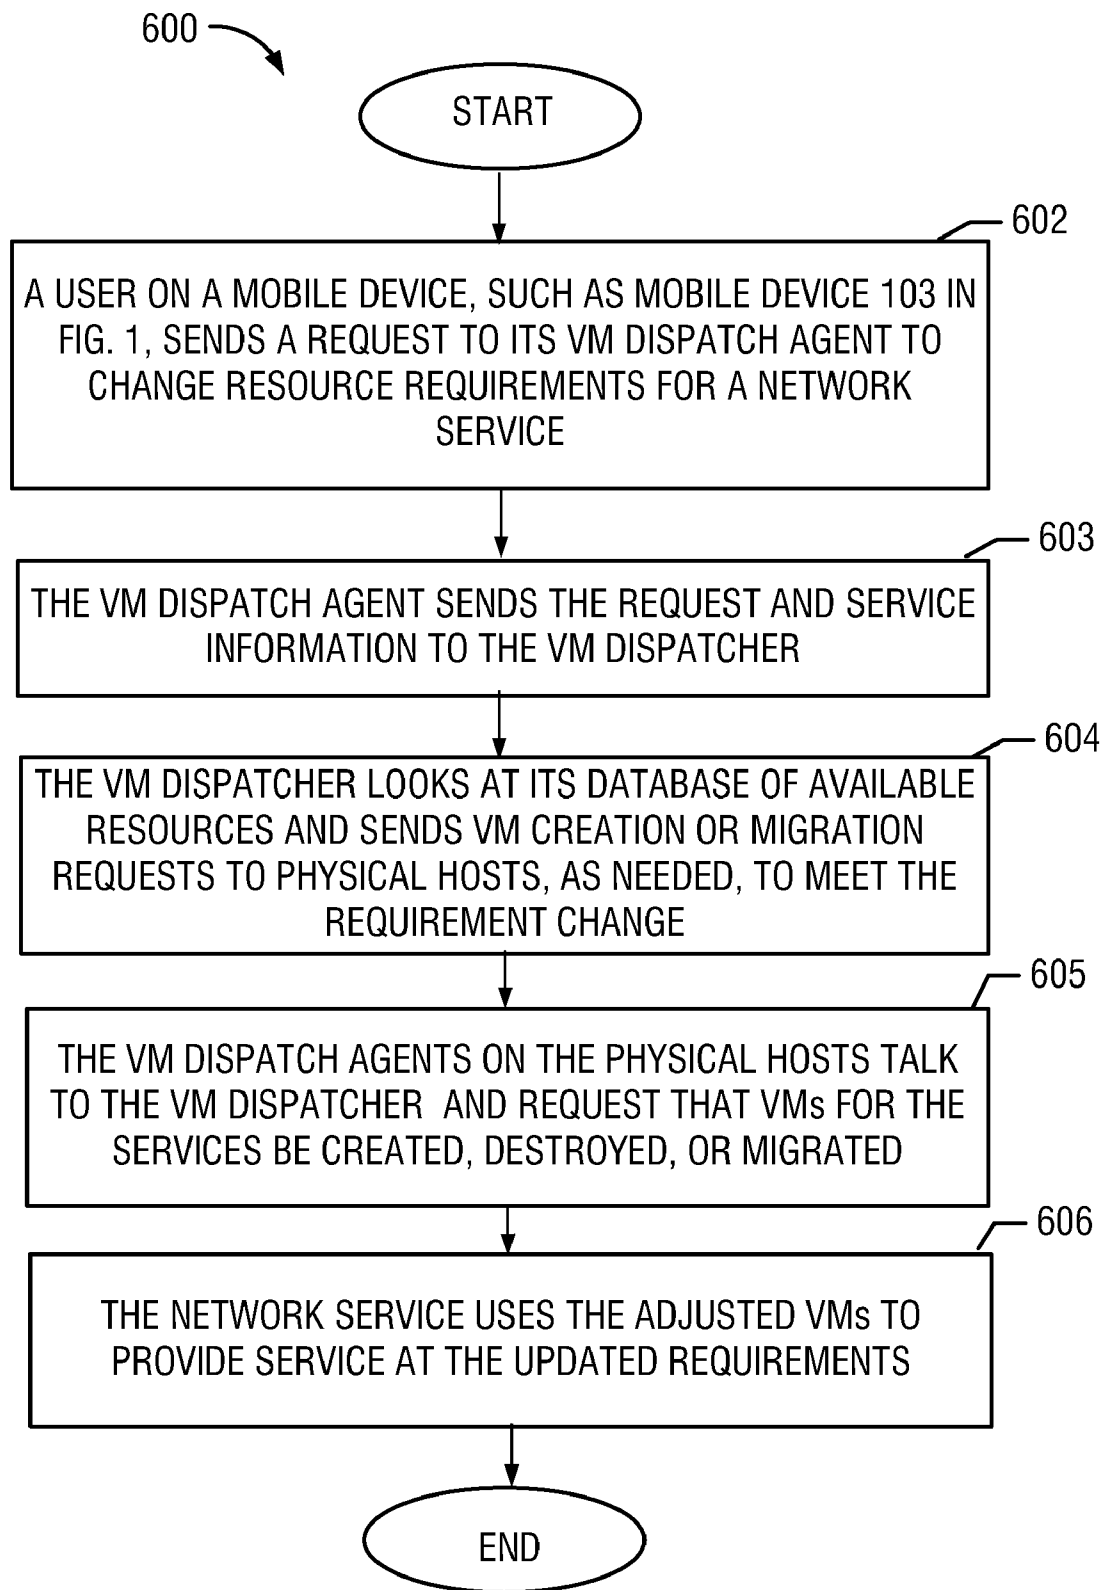 600
START
602
A USER ON A MOBILE DEVICE, SUCH AS MOBILE DEVICE 103 IN
FIG. 1, SENDS A REQUEST TO ITS VM DISPATCH AGENT TO
CHANGE RESOURCE REQUIREMENTS FOR A NETWORK
SERVICE
603
THE VM DISPATCH AGENT SENDS THE REQUEST AND SERVICE
INFORMATION TO THE VM DISPATCHER
604
THE VM DISPATCHER LOOKS AT ITS DATABASE OF AVAILABLE
RESOURCES AND SENDS VM CREATION OR MIGRATION
REQUESTS TO PHYSICAL HOSTS, AS NEEDED, TO MEET THE
REQUIREMENT CHANGE
605
THE VM DISPATCH AGENTS ON THE PHYSICAL HOSTS TALK
TO THE VM DISPATCHER AND REQUEST THAT VMs FOR THE
SERVICES BE CREATED, DESTROYED, OR MIGRATED
606
THE NETWORK SERVICE USES THE ADJUSTED VMs TO
PROVIDE SERVICE AT THE UPDATED REQUIREMENTS
END